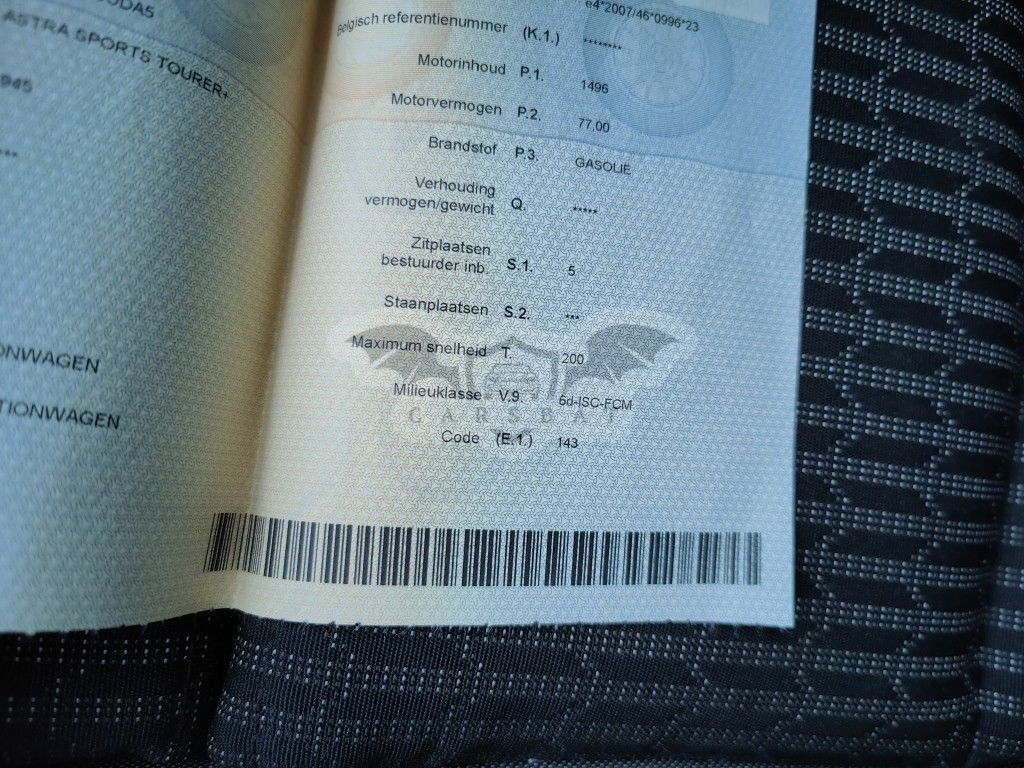 ODA5
ASTRA SPORTS TOURER+
945
***
ONWAGEN
TIONWAGEN
e4*2007/46*0996*23
Belgisch referentienummer (K.1.) ********
Motorinhoud P.1. 1496
Motorvermogen P.2. 77,00
Brandstof P.3. GASOLIE
Verhouding
vermogen/gewicht Q. *****
Zitplaatsen
bestuurder inb. S.1. 5
Staanplaatsen S.2. ***
Maximum snelheid T. 200
Milieuklasse V.9. 6d-ISC-FCM
CARSBAT
Code (E.1.) 143